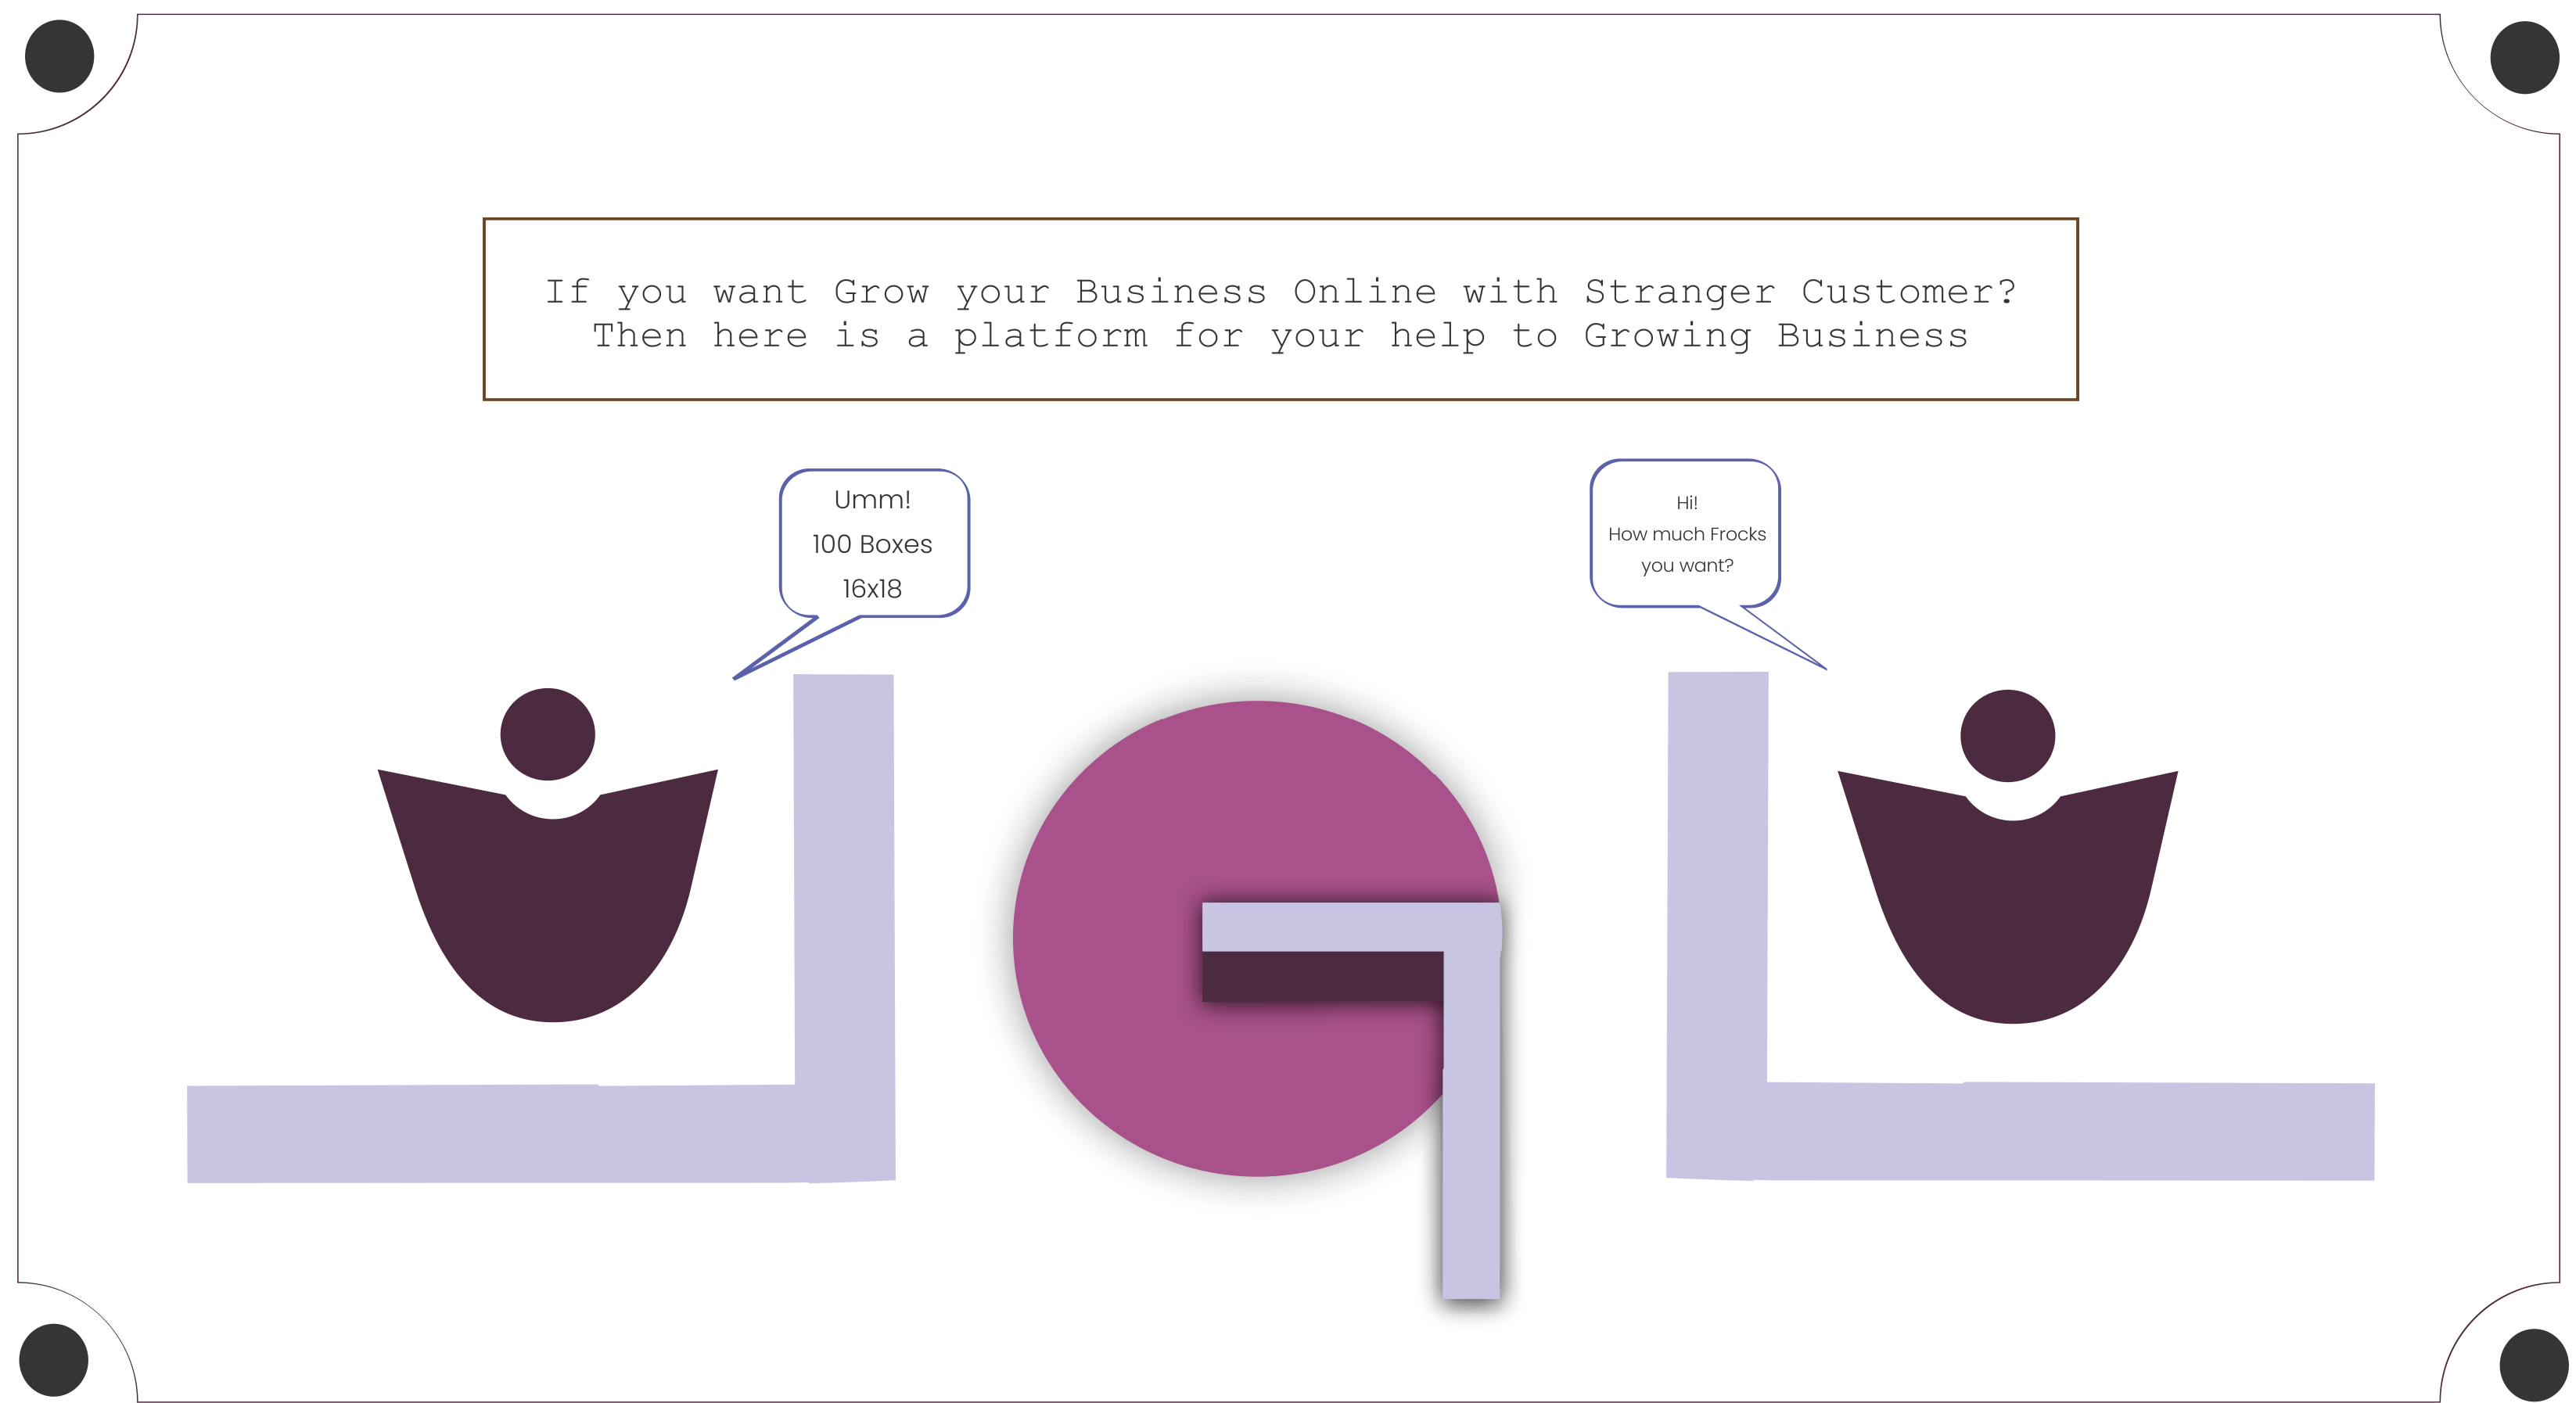 If you want Grow your Business Online with Stranger Customer?
Then here is a platform for your help to Growing Business
Umm!
100 Boxes
16x18
Hi!
How much Frocks
you want?